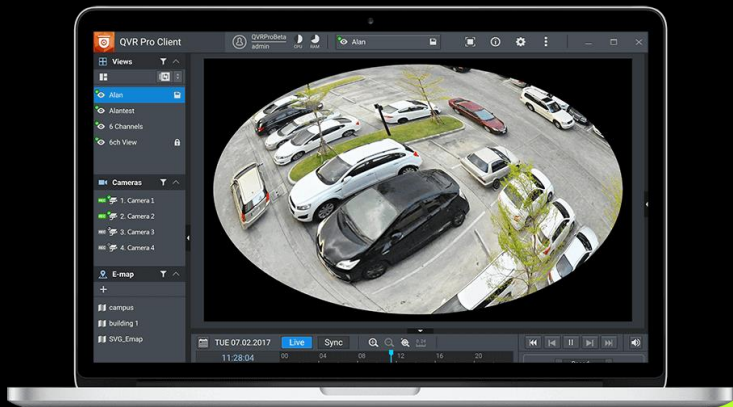 QVR Pro Client
QVRProBeta
admin
CPU
RAM
Alan
Views
Alan
Alantest
6 Channels
6ch View
Cameras
1. Camera 1
2. Camera 2
3. Camera 3
4. Camera 4
E-map
+
campus
building 1
SVG_Emap
TUE 07.02.2017
Live
Sync
11:28:04
00
04
08
12
16
20